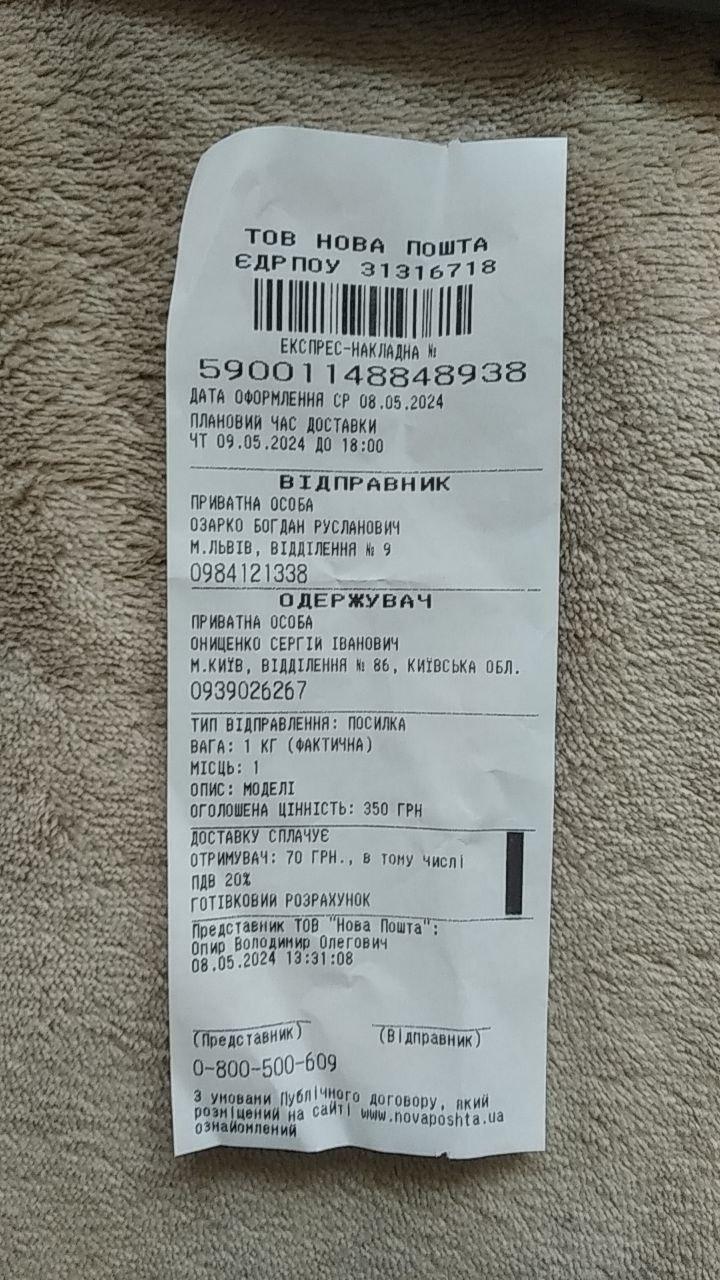 ТОВ НОВА ПОШТА
ЄДРПОУ 31316718
ЕКСПРЕС-НАКЛАДНА №
59001148848938
ДАТА ОФОРМЛЕННЯ СР 08.05.2024
ПЛАНОВИЙ ЧАС ДОСТАВКИ
ЧТ 09.05.2024 ДО 18:00
ВІДПРАВНИК
ПРИВАТНА ОСОБА
ОЗАРКО БОГДАН РУСЛАНОВИЧ
М.ЛЬВІВ, ВІДДІЛЕННЯ № 9
0984121338
ОДЕРЖУВАЧ
ПРИВАТНА ОСОБА
ОНИЩЕНКО СЕРГІЙ ІВАНОВИЧ
М.КИЇВ, ВІДДІЛЕННЯ № 86, КИЇВСЬКА ОБЛ.
0939026267
ТИП ВІДПРАВЛЕННЯ: ПОСИЛКА
ВАГА: 1 КГ (ФАКТИЧНА)
МІСЦЬ: 1
ОПИС: МОДЕЛІ
ОГОЛОШЕНА ЦІННІСТЬ: 350 ГРН
ДОСТАВКУ СПЛАЧУЄ
ОТРИМУВАЧ: 70 ГРН., в тому числі
ПДВ 20%
ГОТІВКОВИЙ РОЗРАХУНОК
Представник ТОВ "Нова Пошта":
Опир Володимир Олегович
08.05.2024 13:31:08
(Представник) (Відправник)
0-800-500-609
З умовами Публічного договору, який
розміщений на сайті www.novaposhta.ua
ознайомлений